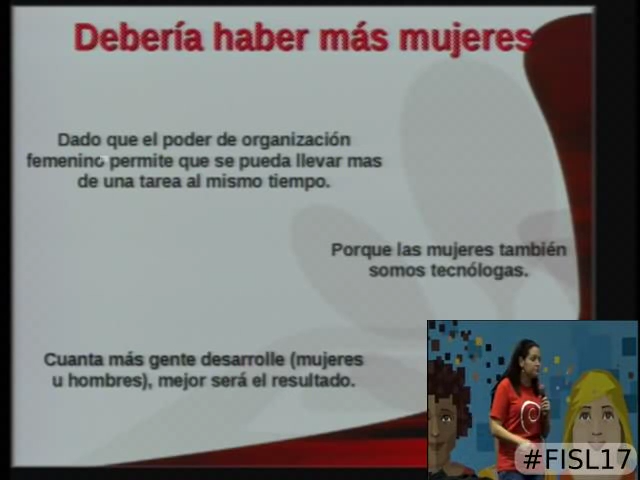 Debería haber más mujeres
Dado que el poder de organización
femenino permite que se pueda llevar mas
de una tarea al mismo tiempo.
Porque las mujeres también
somos tecnólogas.
Cuanta más gente desarrolle (mujeres
u hombres), mejor será el resultado.
#FISL17